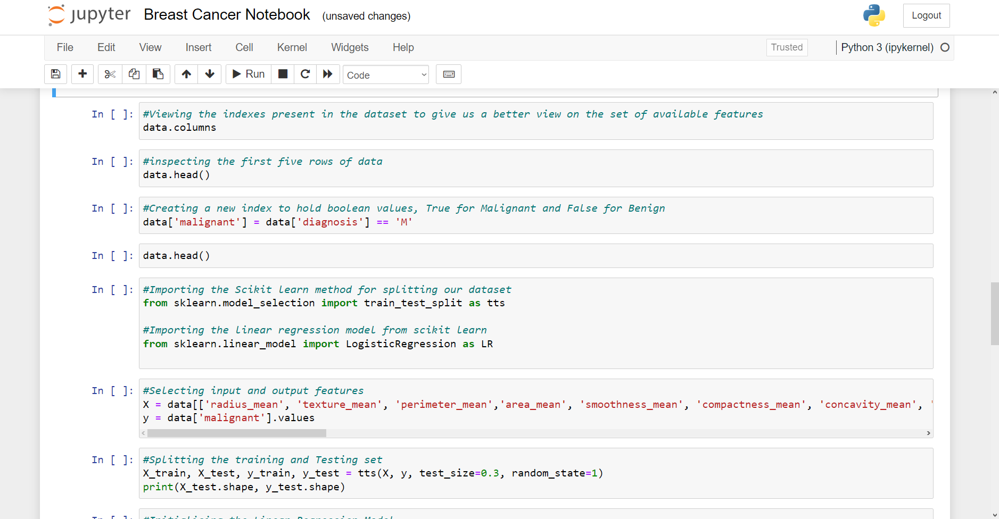 jupyter Breast Cancer Notebook (unsaved changes)
Logout
File Edit View Insert Cell Kernel Widgets Help
Trusted
Python 3 (ipykernel)
Run
Code
In [ ]: #Viewing the indexes present in the dataset to give us a better view on the set of available features
data.columns
In [ ]: #inspecting the first five rows of data
data.head()
In [ ]: #Creating a new index to hold boolean values, True for Malignant and False for Benign
data['malignant'] = data['diagnosis'] == 'M'
In [ ]: data.head()
In [ ]: #Importing the Scikit learn method for splitting our dataset
from sklearn.model_selection import train_test_split as tts
#Importing the linear regression model from scikit learn
from sklearn.linear_model import LogisticRegression as LR
In [ ]: #Selecting input and output features
X = data[['radius_mean', 'texture_mean', 'perimeter_mean','area_mean', 'smoothness_mean', 'compactness_mean', 'concavity_mean', '
y = data['malignant'].values
In [ ]: #Splitting the training and Testing set
X_train, X_test, y_train, y_test = tts(X, y, test_size=0.3, random_state=1)
print(X_test.shape, y_test.shape)
In [ ]: #Initialising the Linear Regression Model